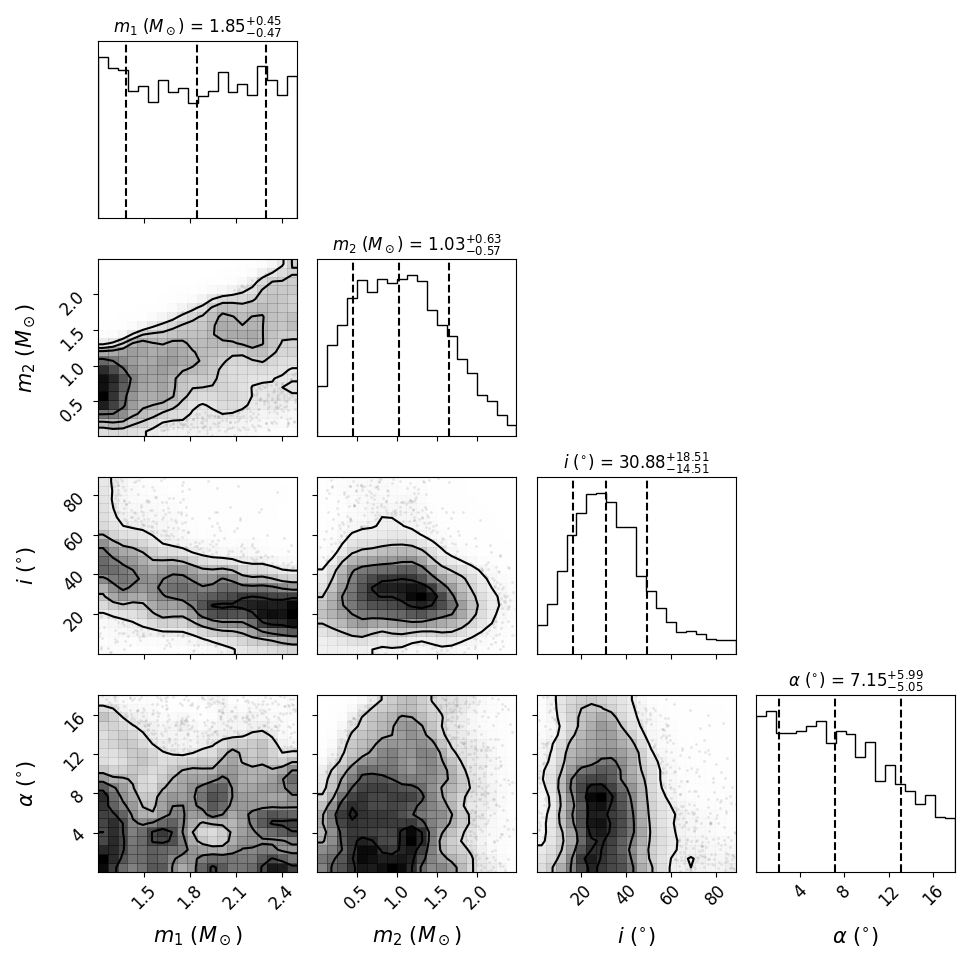 m₁ (M⊙) = 1.85+0.45−0.47
m₂ (M⊙) = 1.03+0.63−0.57
m₂ (M⊙)
2.0
1.5
1.0
0.5
i (°) = 30.88+18.51−14.51
i (°)
80
60
40
20
α (°) = 7.15+5.99−5.05
α (°)
16
12
8
4
1.5 1.8 2.1 2.4
0.5 1.0 1.5 2.0
20 40 60 80
4 8 12 16
m₁ (M⊙) m₂ (M⊙) i (°) α (°)